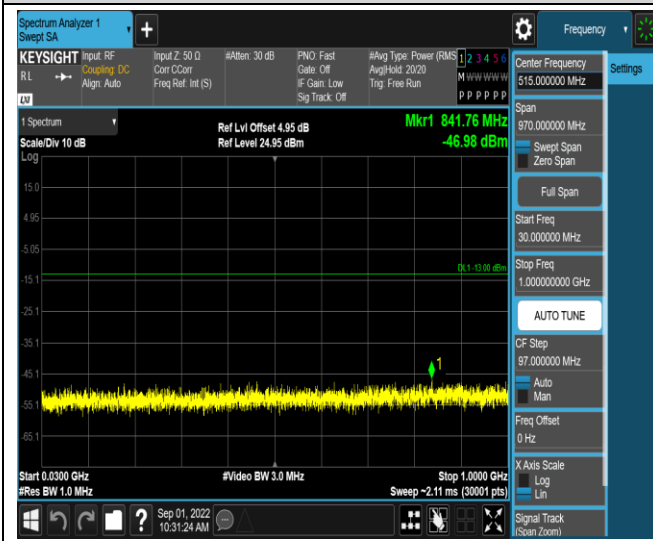 Spectrum Analyzer 1
Swept SA
+
Frequency
KEYSIGHT
RL
LXI
Input: RF
Coupling: DC
Align: Auto
Input Z: 50 Ω
Corr CCorr
Freq Ref: Int (S)
#Atten: 30 dB
PNO: Fast
Gate: Off
IF Gain: Low
Sig Track: Off
#Avg Type: Power (RMS
Avg|Hold: 20/20
Trig: Free Run
1 2 3 4 5 6
M W W W W W
P P P P P P
1 Spectrum
Scale/Div 10 dB
Log
Ref Lvl Offset 4.95 dB
Ref Level 24.95 dBm
Mkr1 841.76 MHz
-46.98 dBm
15.0
4.95
-5.05
-15.1
-25.1
-35.1
-45.1
-55.1
-65.1
DL1 -13.00 dBm
1
Start 0.0300 GHz
#Res BW 1.0 MHz
#Video BW 3.0 MHz
Stop 1.0000 GHz
Sweep ~2.11 ms (30001 pts)
?
Sep 01, 2022
10:31:24 AM
Center Frequency
515.000000 MHz
Span
970.000000 MHz
Swept Span
Zero Span
Full Span
Start Freq
30.000000 MHz
Stop Freq
1.000000000 GHz
AUTO TUNE
CF Step
97.000000 MHz
Auto
Man
Freq Offset
0 Hz
X Axis Scale
Log
Lin
Signal Track
(Span Zoom)
Settings